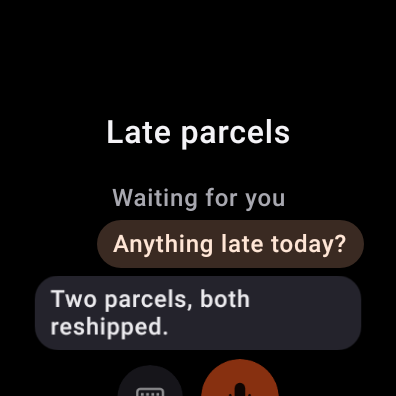 Late parcels
Waiting for you
Anything late today?
Two parcels, both
reshipped.